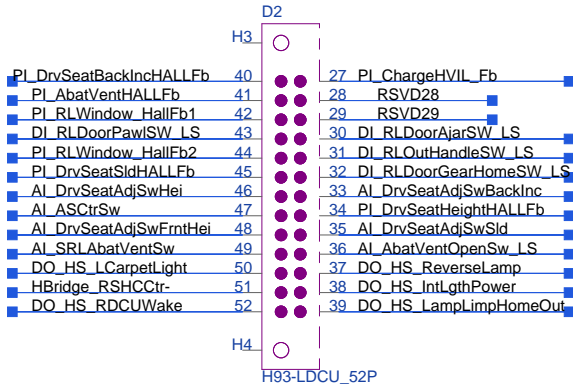 D2
H3
PI_DrvSeatBackIncHALLFb 40 27 PI_ChargeHVIL_Fb
PI_AbatVentHALLFb 41 28 RSVD28
PI_RLWindow_HallFb1 42 29 RSVD29
DI_RLDoorPawlSW_LS 43 30 DI_RLDoorAjarSW_LS
PI_RLWindow_HallFb2 44 31 DI_RLOutHandleSW_LS
PI_DrvSeatSldHALLFb 45 32 DI_RLDoorGearHomeSW_LS
AI_DrvSeatAdjSwHei 46 33 AI_DrvSeatAdjSwBackInc
AI_ASCtrSw 47 34 PI_DrvSeatHeightHALLFb
AI_DrvSeatAdjSwFrntHei 48 35 AI_DrvSeatAdjSwSld
AI_SRLAbatVentSw 49 36 AI_AbatVentOpenSw_LS
DO_HS_LCarpetLight 50 37 DO_HS_ReverseLamp
HBridge_RSHCCtr- 51 38 DO_HS_IntLgthPower
DO_HS_RDCUWake 52 39 DO_HS_LampLimpHomeOut
H4
H93-LDCU_52P